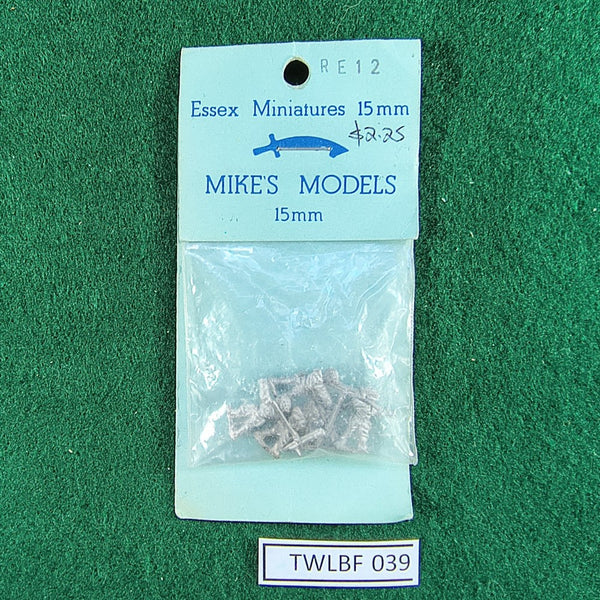 RE12
Essex Miniatures 15mm
$2.25
MIKE'S MODELS
15mm
TWLBF 039